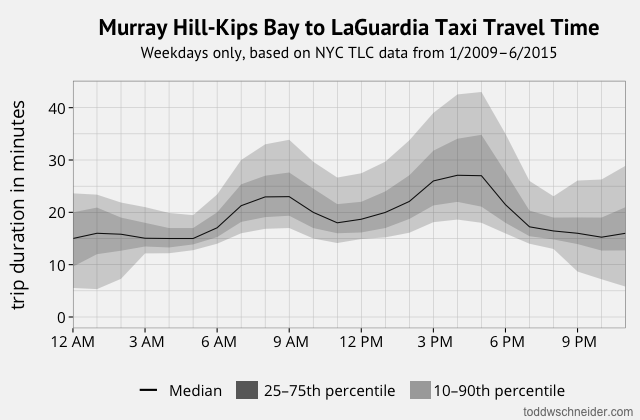 Murray Hill-Kips Bay to LaGuardia Taxi Travel Time
Weekdays only, based on NYC TLC data from 1/2009–6/2015
trip duration in minutes
40
30
20
10
0
12 AM 3 AM 6 AM 9 AM 12 PM 3 PM 6 PM 9 PM
Median 25–75th percentile 10–90th percentile
toddwschneider.com